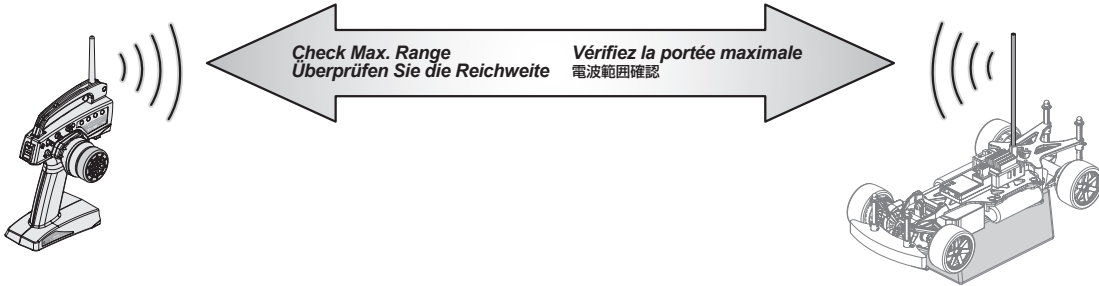 Check Max. Range
Überprüfen Sie die Reichweite
Vérifiez la portée maximale
電波範囲確認